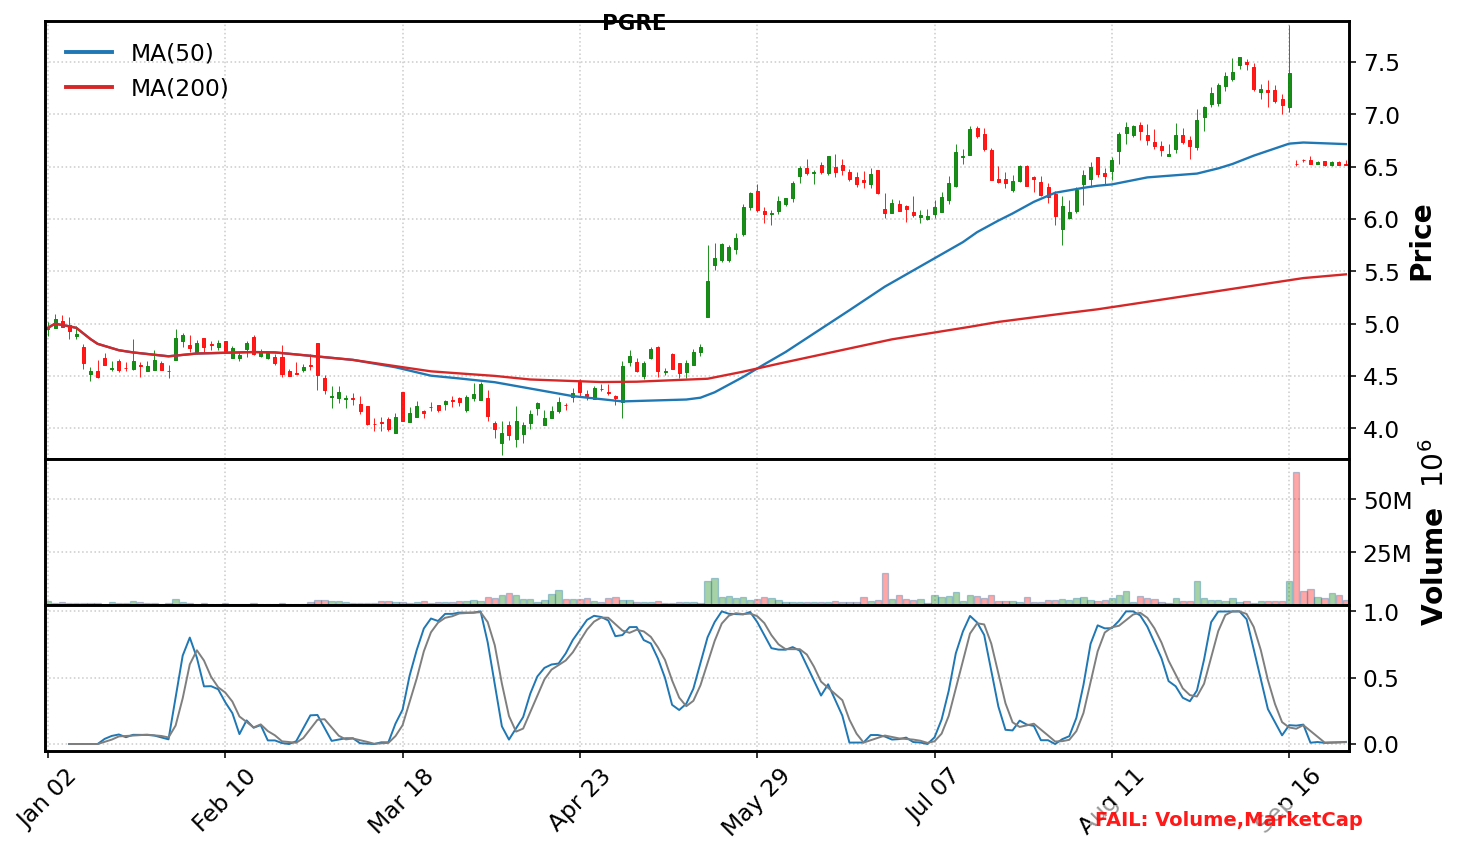 PGRE
MA(50)
MA(200)
7.5
7.0
6.5
6.0
5.5
5.0
4.5
4.0
Price
50M
25M
Volume 10^6
1.0
0.5
0.0
Jan 02
Feb 10
Mar 18
Apr 23
May 29
Jul 07
Aug 11
Sep 16
FAIL: Volume,MarketCap